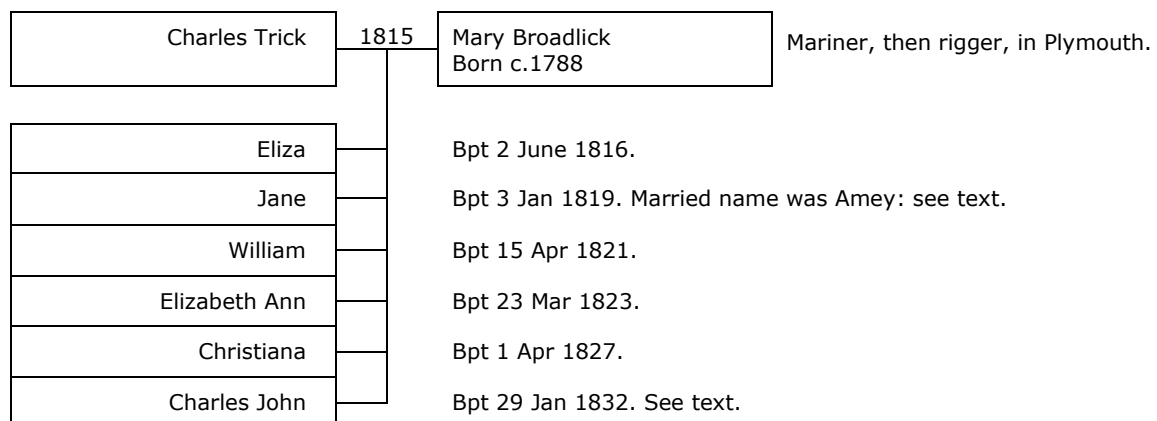 Charles Trick 1815 Mary Broadlick Mariner, then rigger, in Plymouth.
Born c.1788
Eliza Bpt 2 June 1816.
Jane Bpt 3 Jan 1819. Married name was Amey: see text.
William Bpt 15 Apr 1821.
Elizabeth Ann Bpt 23 Mar 1823.
Christiana Bpt 1 Apr 1827.
Charles John Bpt 29 Jan 1832. See text.